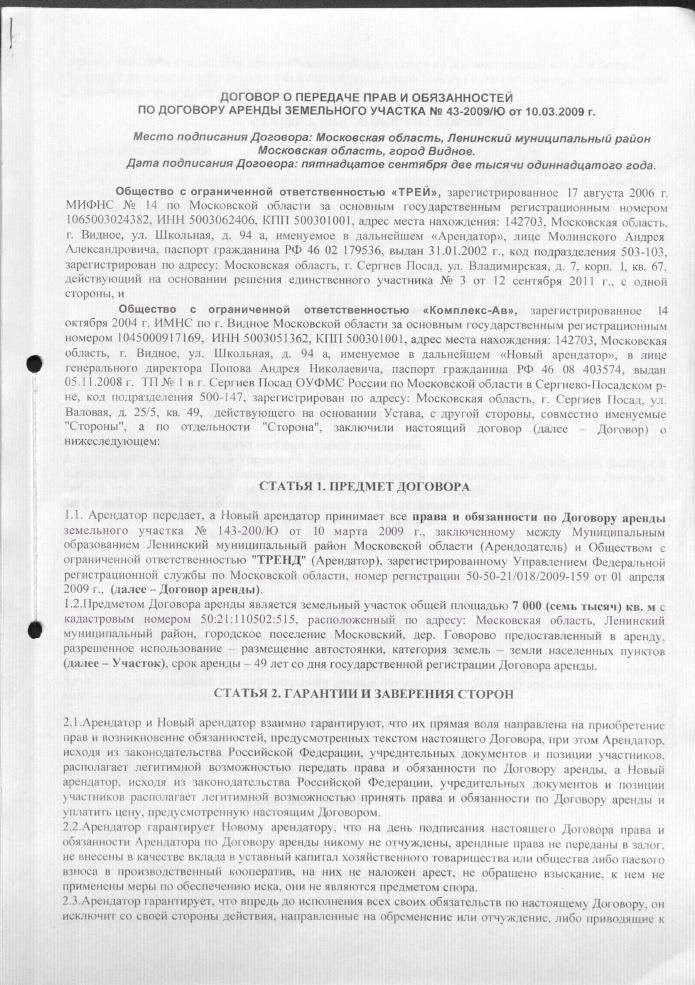 ДОГОВОР О ПЕРЕДАЧЕ ПРАВ И ОБЯЗАННОСТЕЙ
ПО ДОГОВОРУ АРЕНДЫ ЗЕМЕЛЬНОГО УЧАСТКА № 43-2009/Ю от 10.03.2009 г.
Место подписания Договора: Московская область, Ленинский муниципальный район
Московская область, город Видное.
Дата подписания Договора: пятнадцатое сентября две тысячи одиннадцатого года.
Общество с ограниченной ответственностью «ТРЕЙ», зарегистрированное 17 августа 2006 г.
МИФНС № 14 по Московской области за основным государственным регистрационным номером
1065003024382, ИНН 5003062406, КПП 500301001, адрес места нахождения: 142703, Московская область,
г. Видное, ул. Школьная, д. 94 а, именуемое в дальнейшем «Арендатор», лице Молинского Андрея
Александровича, паспорт гражданина РФ 46 02 179536, выдан 31.01.2002 г., код подразделения 503-103,
зарегистрирован по адресу: Московская область, г. Сергиев Посад, ул. Владимирская, д. 7, корп. 1, кв. 67.
действующий на основании решения единственного участника № 3 от 12 сентября 2011 г., с одной
стороны, и
Общество с ограниченной ответственностью «Комплекс-Ав», зарегистрированное 14
октября 2004 г. ИМНС по г. Видное Московской области за основным государственным регистрационным
номером 1045000917169, ИНН 5003051362, КПП 500301001, адрес места нахождения: 142703, Московская
область, г. Видное, ул. Школьная, д. 94 а, именуемое в дальнейшем «Новый арендатор», в лице
генерального директора Попова Андрея Николаевича, паспорт гражданина РФ 46 08 403574, выдан
05.11.2008 г. ТП № 1 в г. Сергиев Посад ОУФМС России по Московской области в Сергиево-Посадском р-
не, код подразделения 500-147, зарегистрирован по адресу: Московская область, г. Сергиев Посад, ул.
Валовая, д. 25/5, кв. 49, действующего на основании Устава, с другой стороны, совместно именуемые
"Стороны", а по отдельности "Сторона", заключили настоящий договор (далее – Договор) о
нижеследующем:
СТАТЬЯ 1. ПРЕДМЕТ ДОГОВОРА
1.1. Арендатор передает, а Новый арендатор принимает все права и обязанности по Договору аренды
земельного участка № 143-200/Ю от 10 марта 2009 г., заключенному между Муниципальным
образованием Ленинский муниципальный район Московской области (Арендодатель) и Обществом с
ограниченной ответственностью "ТРЕНД" (Арендатор), зарегистрированному Управлением Федеральной
регистрационной службы по Московской области, номер регистрации 50-50-21/018/2009-159 от 01 апреля
2009 г., (далее – Договор аренды).
1.2.Предметом Договора аренды является земельный участок общей площадью 7 000 (семь тысяч) кв. м с
кадастровым номером 50:21:110502:515, расположенный по адресу: Московская область, Ленинский
муниципальный район, городское поселение Московский, дер. Говорово предоставленный в аренду,
разрешенное использование – размещение автостоянки, категория земель – земли населенных пунктов
(далее – Участок), срок аренды – 49 лет со дня государственной регистрации Договора аренды.
СТАТЬЯ 2. ГАРАНТИИ И ЗАВЕРЕНИЯ СТОРОН
2.1.Арендатор и Новый арендатор взаимно гарантируют, что их прямая воля направлена на приобретение
прав и возникновение обязанностей, предусмотренных текстом настоящего Договора, при этом Арендатор,
исходя из законодательства Российской Федерации, учредительных документов и позиции участников,
располагает легитимной возможностью передать права и обязанности по Договору аренды, а Новый
арендатор, исходя из законодательства Российской Федерации, учредительных документов и позиции
участников располагает легитимной возможностью принять права и обязанности по Договору аренды и
уплатить цену, предусмотренную настоящим Договором.
2.2.Арендатор гарантирует Новому арендатору, что на день подписания настоящего Договора права и
обязанности Арендатора по Договору аренды никому не отчуждены, арендные права не переданы в залог,
не внесены в качестве вклада в уставный капитал хозяйственного товарищества или общества либо паевого
взноса в производственный кооператив, на них не наложен арест, не обращено взыскание, к нем не
применены меры по обеспечению иска, они не являются предметом спора.
2.3.Арендатор гарантирует, что впредь до исполнения всех своих обязательств по настоящему Договору, он
исключит со своей стороны действия, направленные на обременение или отчуждение, либо приводящие к